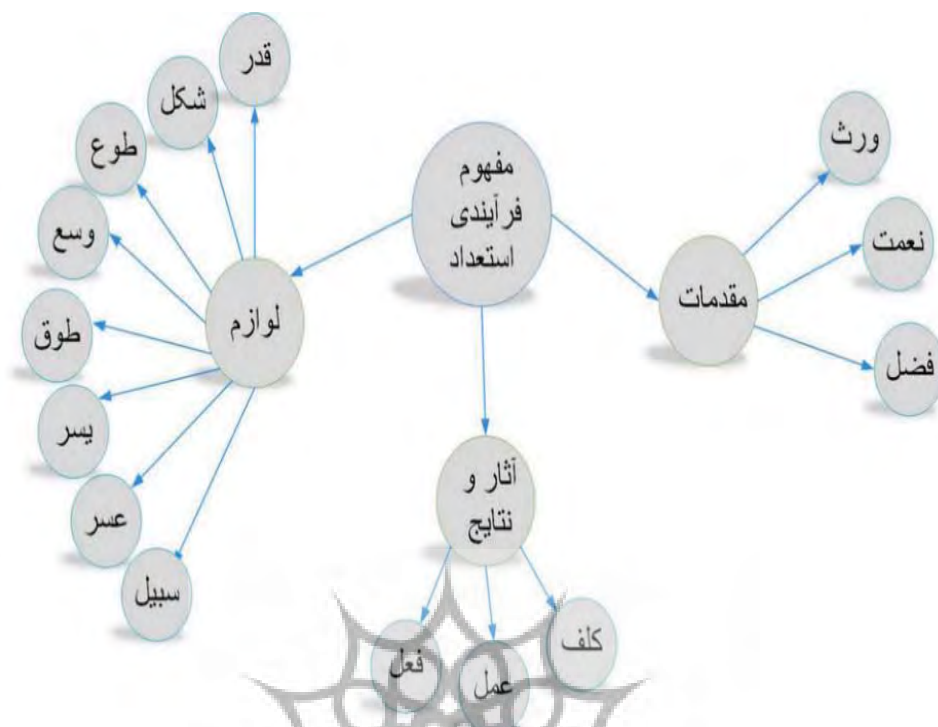 مفهوم
فرآیندی
استعداد
مقدمات
ورث
نعمت
فضل
لوازم
قدر
شکل
طوع
وسع
طوق
یسر
عسر
سبیل
آثار و
نتایج
کلف
عمل
فعل